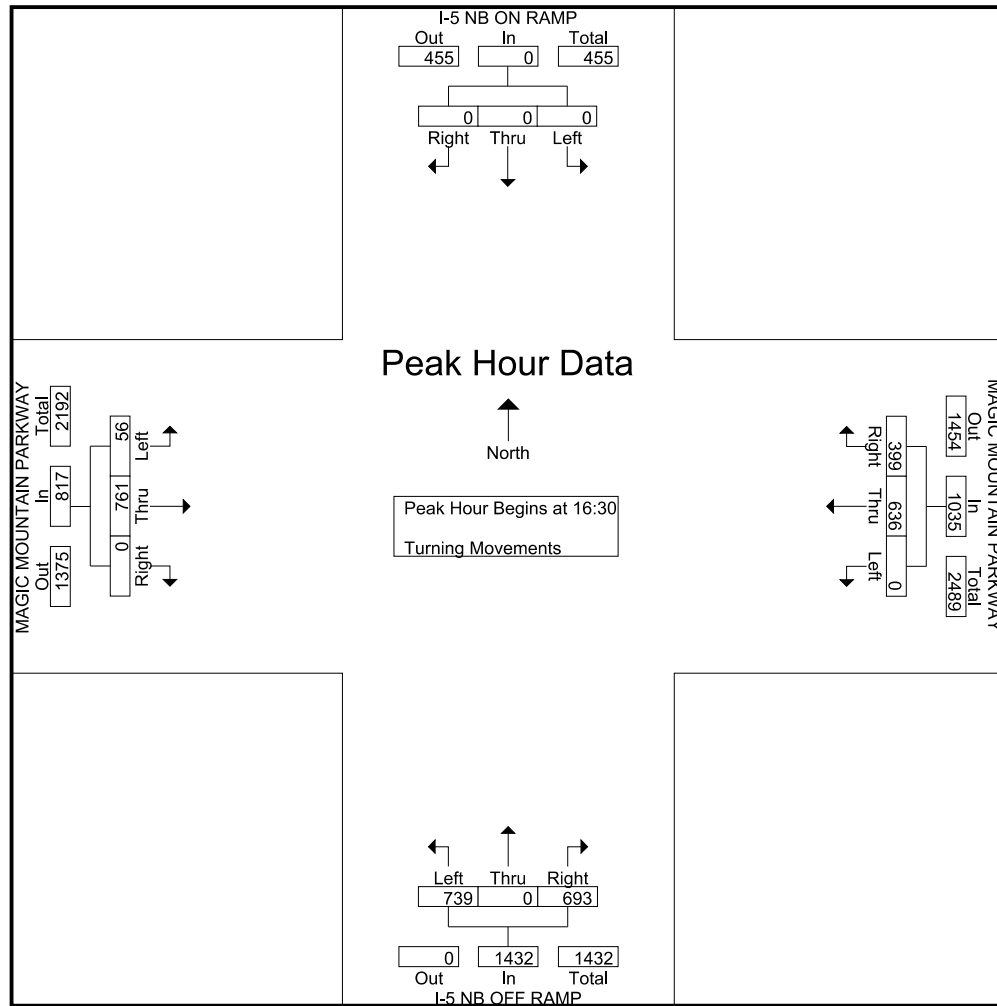 I-5 NB ON RAMP
Out In Total
455 0 455
0 0 0
Right Thru Left
Peak Hour Data
North
Peak Hour Begins at 16:30
Turning Movements
MAGIC MOUNTAIN PARKWAY
Out In Total
1375 817 2192
0 761 56
Right Thru Left
MAGIC MOUNTAIN PARKWAY
Out In Total
1454 1035 2489
399 636 0
Right Thru Left
Left Thru Right
739 0 693
0 1432 1432
Out In Total
I-5 NB OFF RAMP